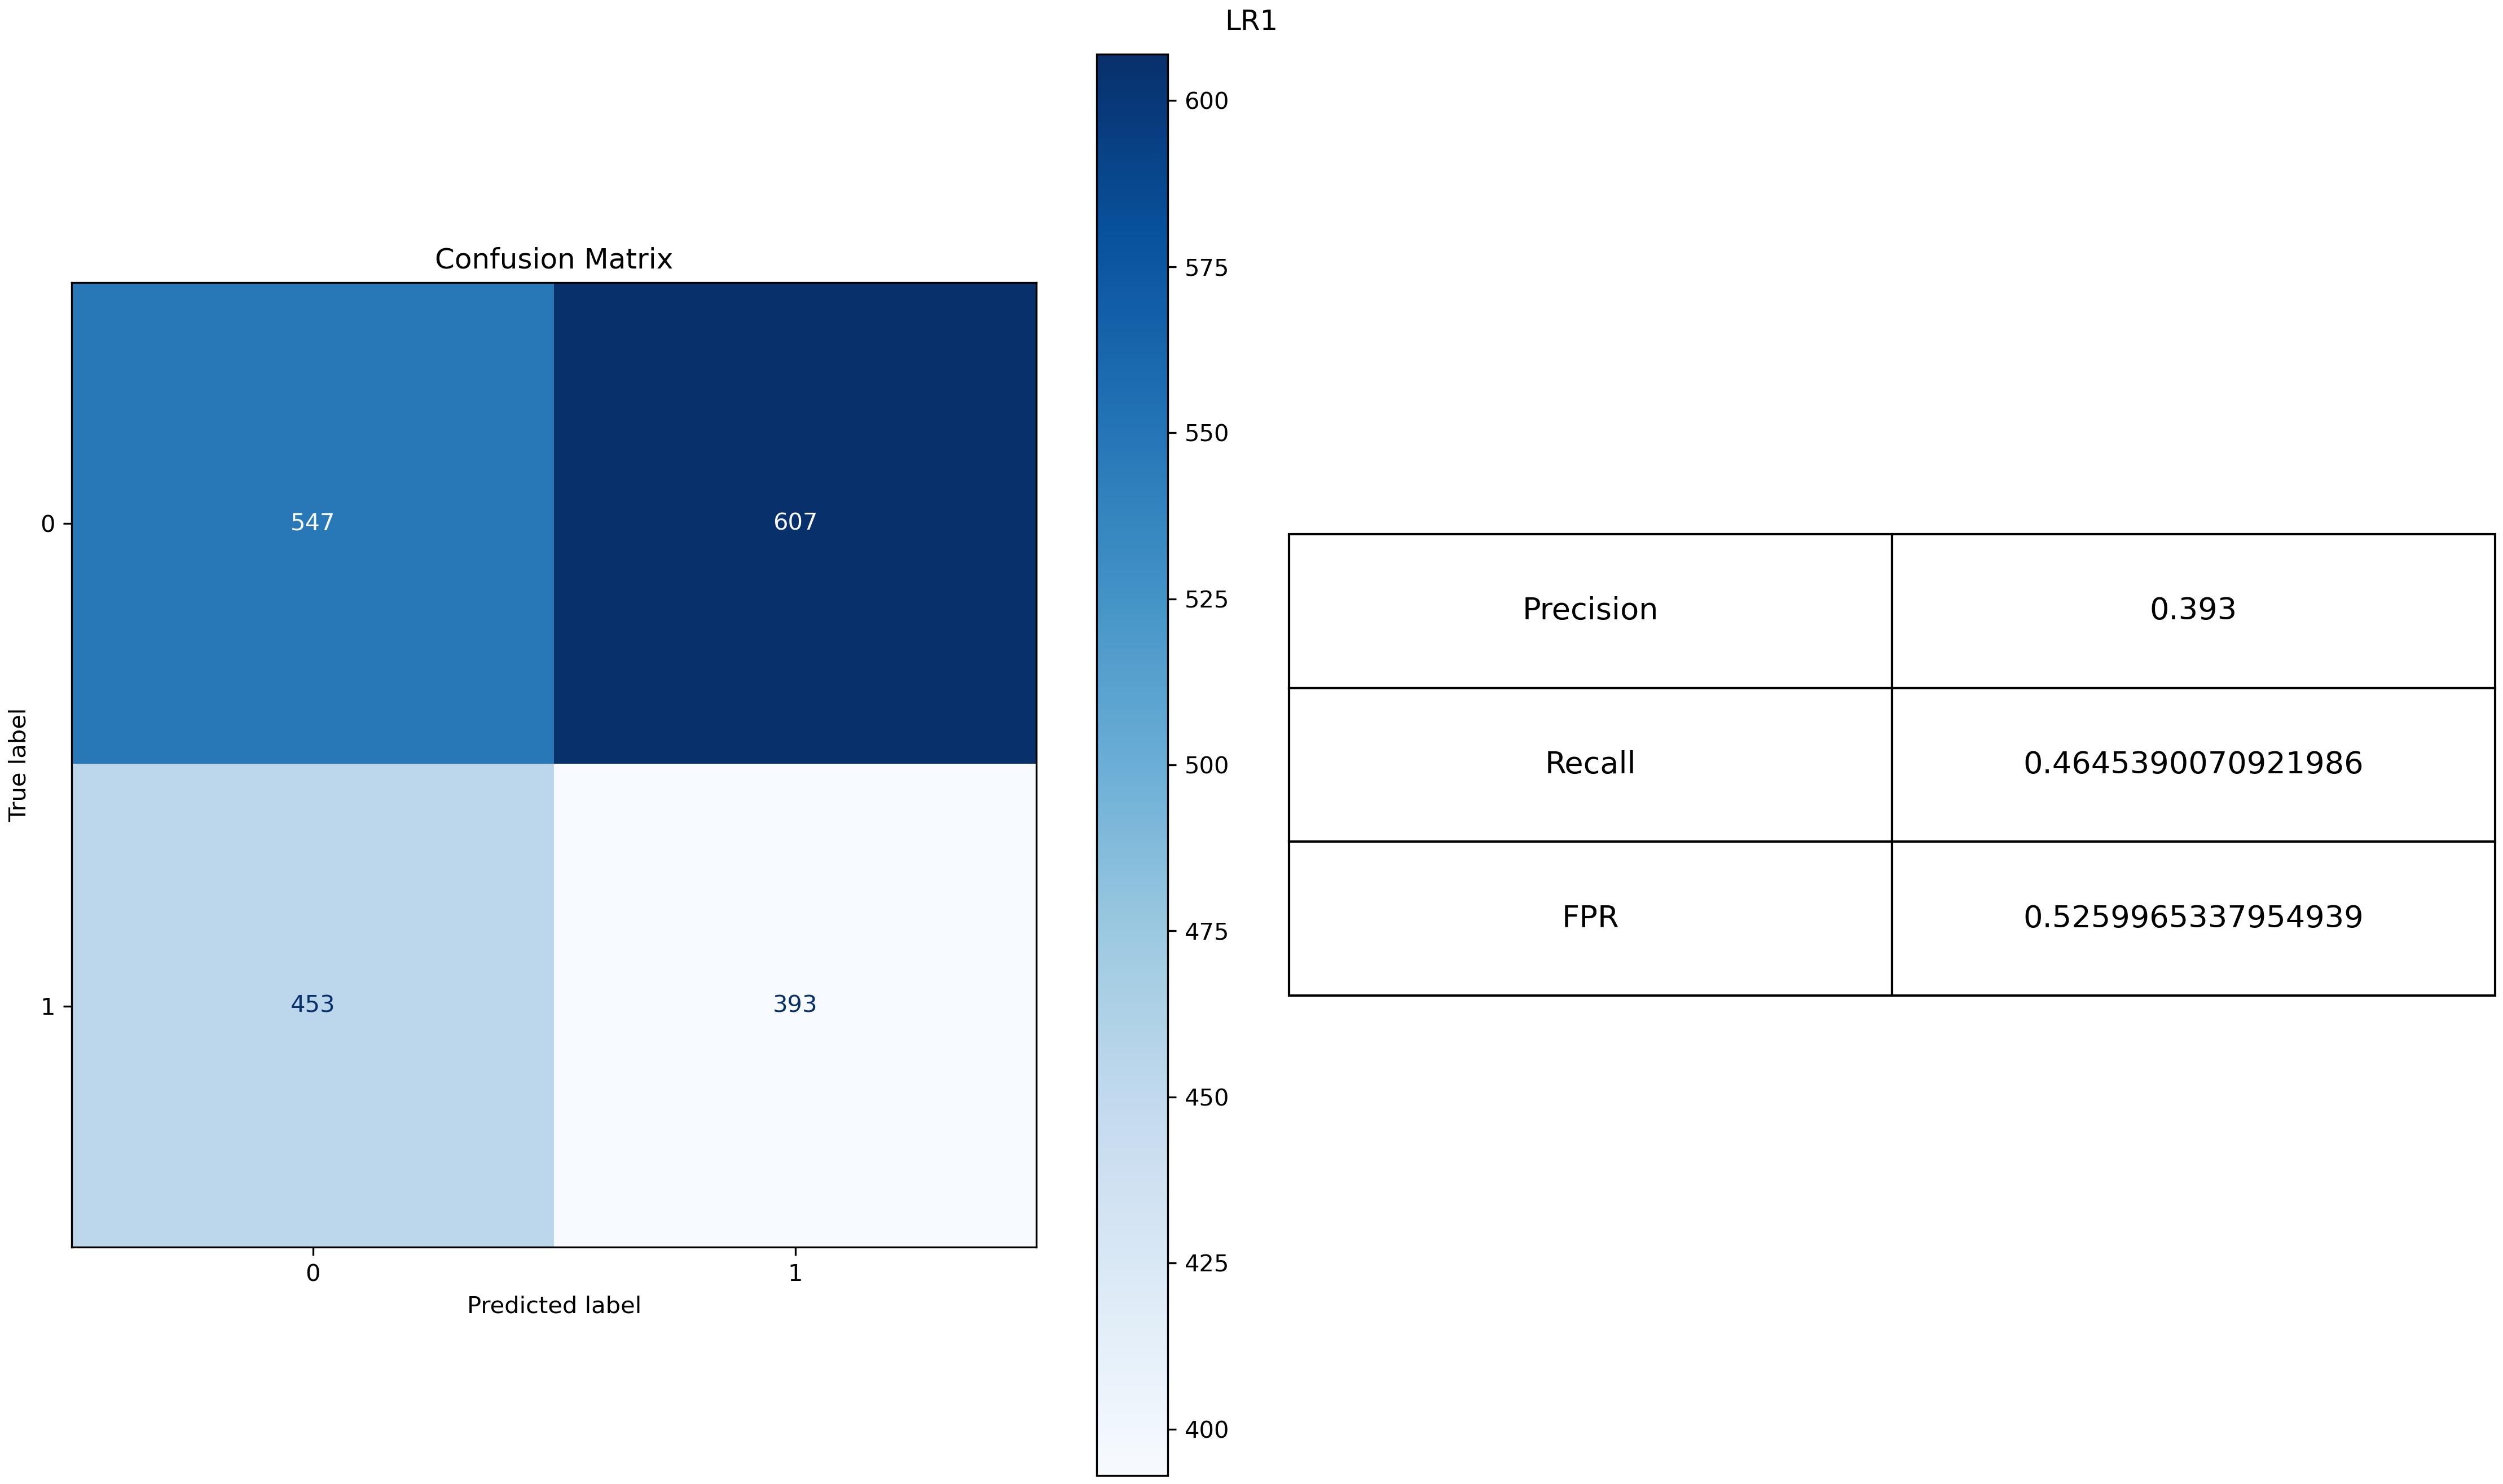 LR1
Confusion Matrix
547 607
453 393
0
1
True label
0 1
Predicted label
600
575
550
525
500
475
450
425
400
Precision 0.393
Recall 0.4645390070921986
FPR 0.5259965337954939